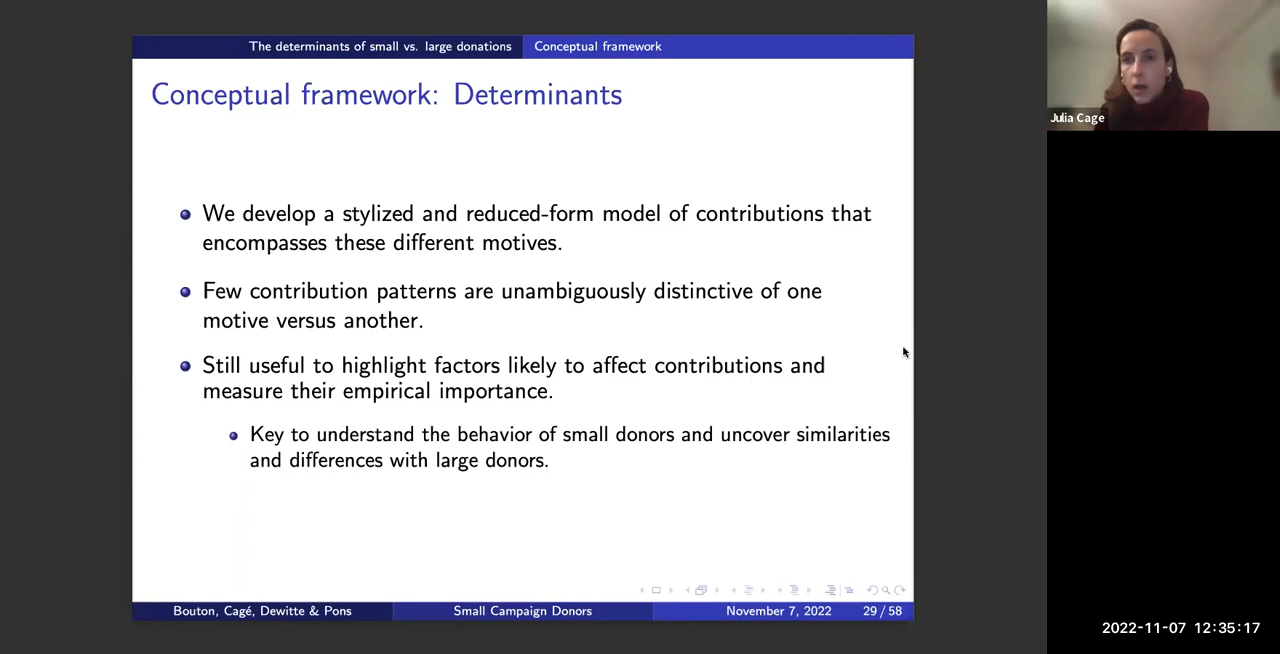 The determinants of small vs. large donations
Conceptual framework
Conceptual framework: Determinants
We develop a stylized and reduced-form model of contributions that
encompasses these different motives.
Few contribution patterns are unambiguously distinctive of one
motive versus another.
Still useful to highlight factors likely to affect contributions and
measure their empirical importance.
Key to understand the behavior of small donors and uncover similarities
and differences with large donors.
Bouton, Cagé, Dewitte & Pons
Small Campaign Donors
November 7, 2022
29 / 58
Julia Cage
2022-11-07 12:35:17